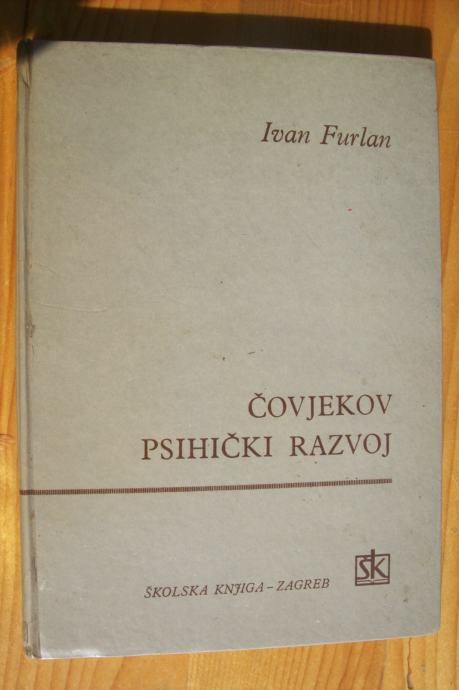 Ivan Furlan
ČOVJEKOV
PSIHIČKI RAZVOJ
ŠKOLSKA KNJIGA – ZAGREB
ŠK